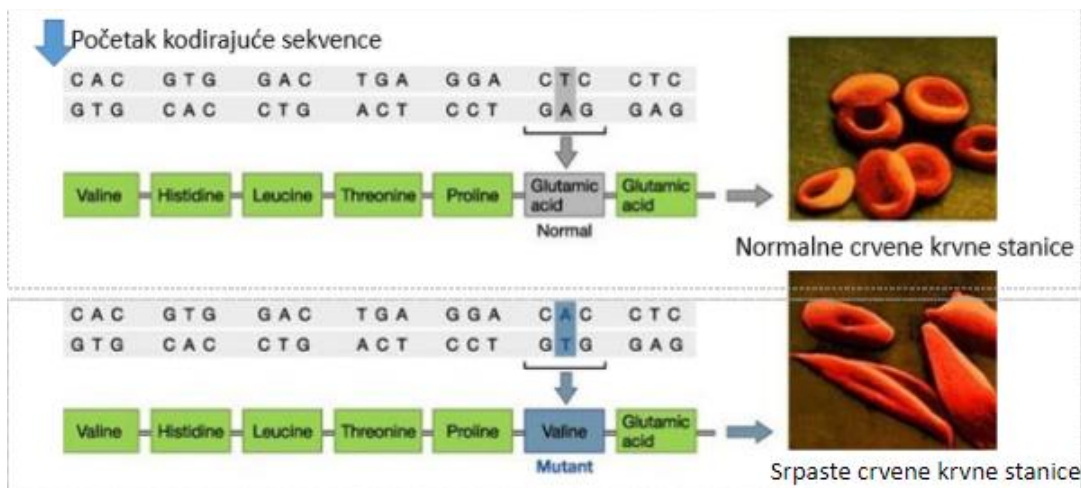 Početak kodirajuće sekvence
CAC GTG GAC TGA GGA CTC CTC
GTG CAC CTG ACT CCT GAG GAG
Valine Histidine Leucine Threonine Proline Glutamic acid Glutamic acid
Normal
Normalne crvene krvne stanice
CAC GTG GAC TGA GGA CAC CTC
GTG CAC CTG ACT CCT GTG GAG
Valine Histidine Leucine Threonine Proline Valine Glutamic acid
Mutant
Srpaste crvene krvne stanice